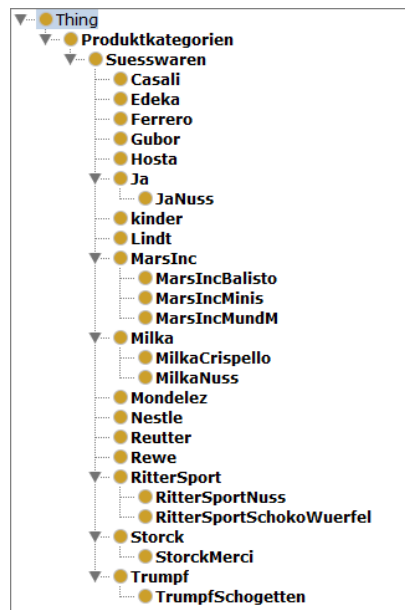 Thing
Produktkategorien
Suesswaren
Casali
Edeka
Ferrero
Gubor
Hosta
Ja
JaNuss
kinder
Lindt
MarsInc
MarsIncBalisto
MarsIncMinis
MarsIncMundM
Milka
MilkaCrispello
MilkaNuss
Mondelez
Nestle
Reutter
Rewe
RitterSport
RitterSportNuss
RitterSportSchokoWuerfel
Storck
StorckMerci
Trumpf
TrumpfSchogetten